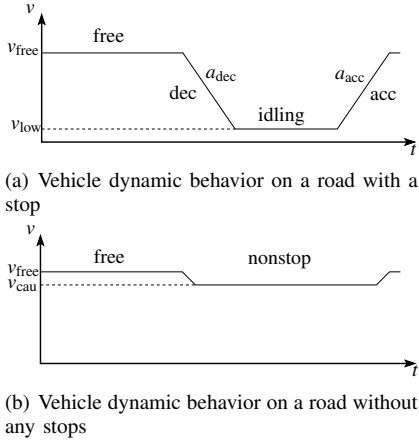 v
free
v_free
a_dec
a_acc
dec
acc
idling
v_low
t
(a) Vehicle dynamic behavior on a road with a
stop
v
free
nonstop
v_free
v_cau
t
(b) Vehicle dynamic behavior on a road without
any stops